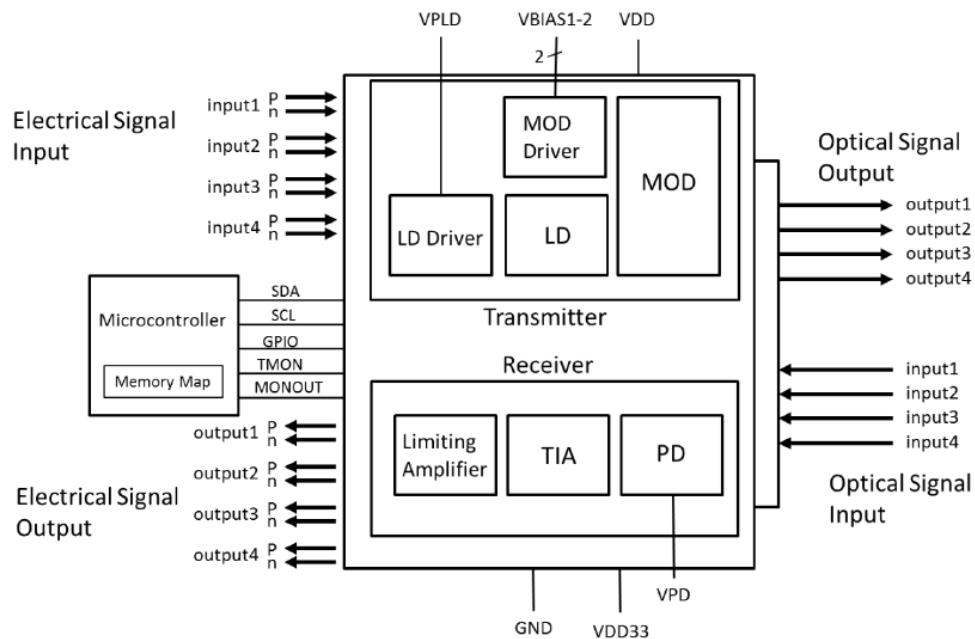 VPLD
VBIAS1-2
VDD
2
Electrical Signal
Input
input1 P
n
input2 P
n
input3 P
n
input4 P
n
MOD
Driver
MOD
LD Driver
LD
Transmitter
Optical Signal
Output
output1
output2
output3
output4
Microcontroller
Memory Map
SDA
SCL
GPIO
TMON
MONOUT
Receiver
Limiting
Amplifier
TIA
PD
input1
input2
input3
input4
Optical Signal
Input
output1 P
n
output2 P
n
output3 P
n
output4 P
n
Electrical Signal
Output
GND
VDD33
VPD